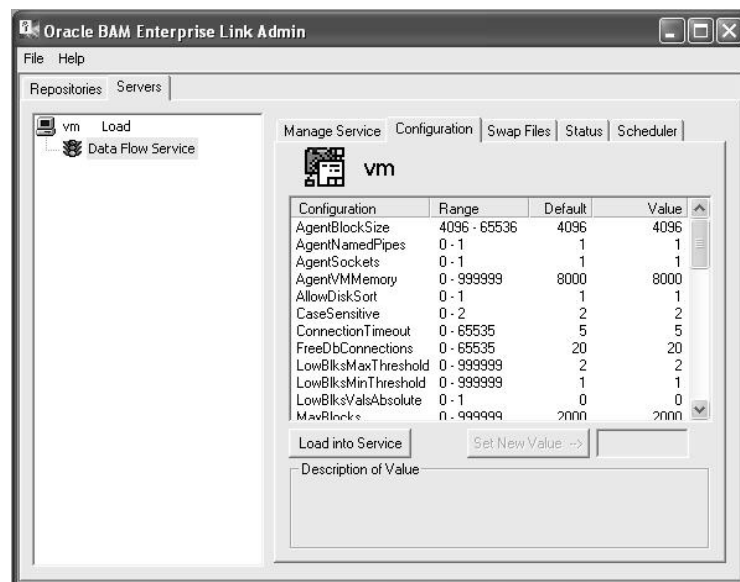 Oracle BAM Enterprise Link Admin
File Help
Repositories Servers
vm Load
Data Flow Service
Manage Service Configuration Swap Files Status Scheduler
vm
Configuration Range Default Value
AgentBlockSize 4096 - 65536 4096 4096
AgentNamedPipes 0 - 1 1 1
AgentSockets 0 - 1 1 1
AgentVMMemory 0 - 999999 8000 8000
AllowDiskSort 0 - 1 1 1
CaseSensitive 0 - 2 2 2
ConnectionTimeout 0 - 65535 5 5
FreeDbConnections 0 - 65535 20 20
LowBlksMaxThreshold 0 - 999999 2 2
LowBlksMinThreshold 0 - 999999 1 1
LowBlksValsAbsolute 0 - 1 0 0
MaxBlocks 0 - 999999 2000 2000
Load into Service Set New Value -->
Description of Value